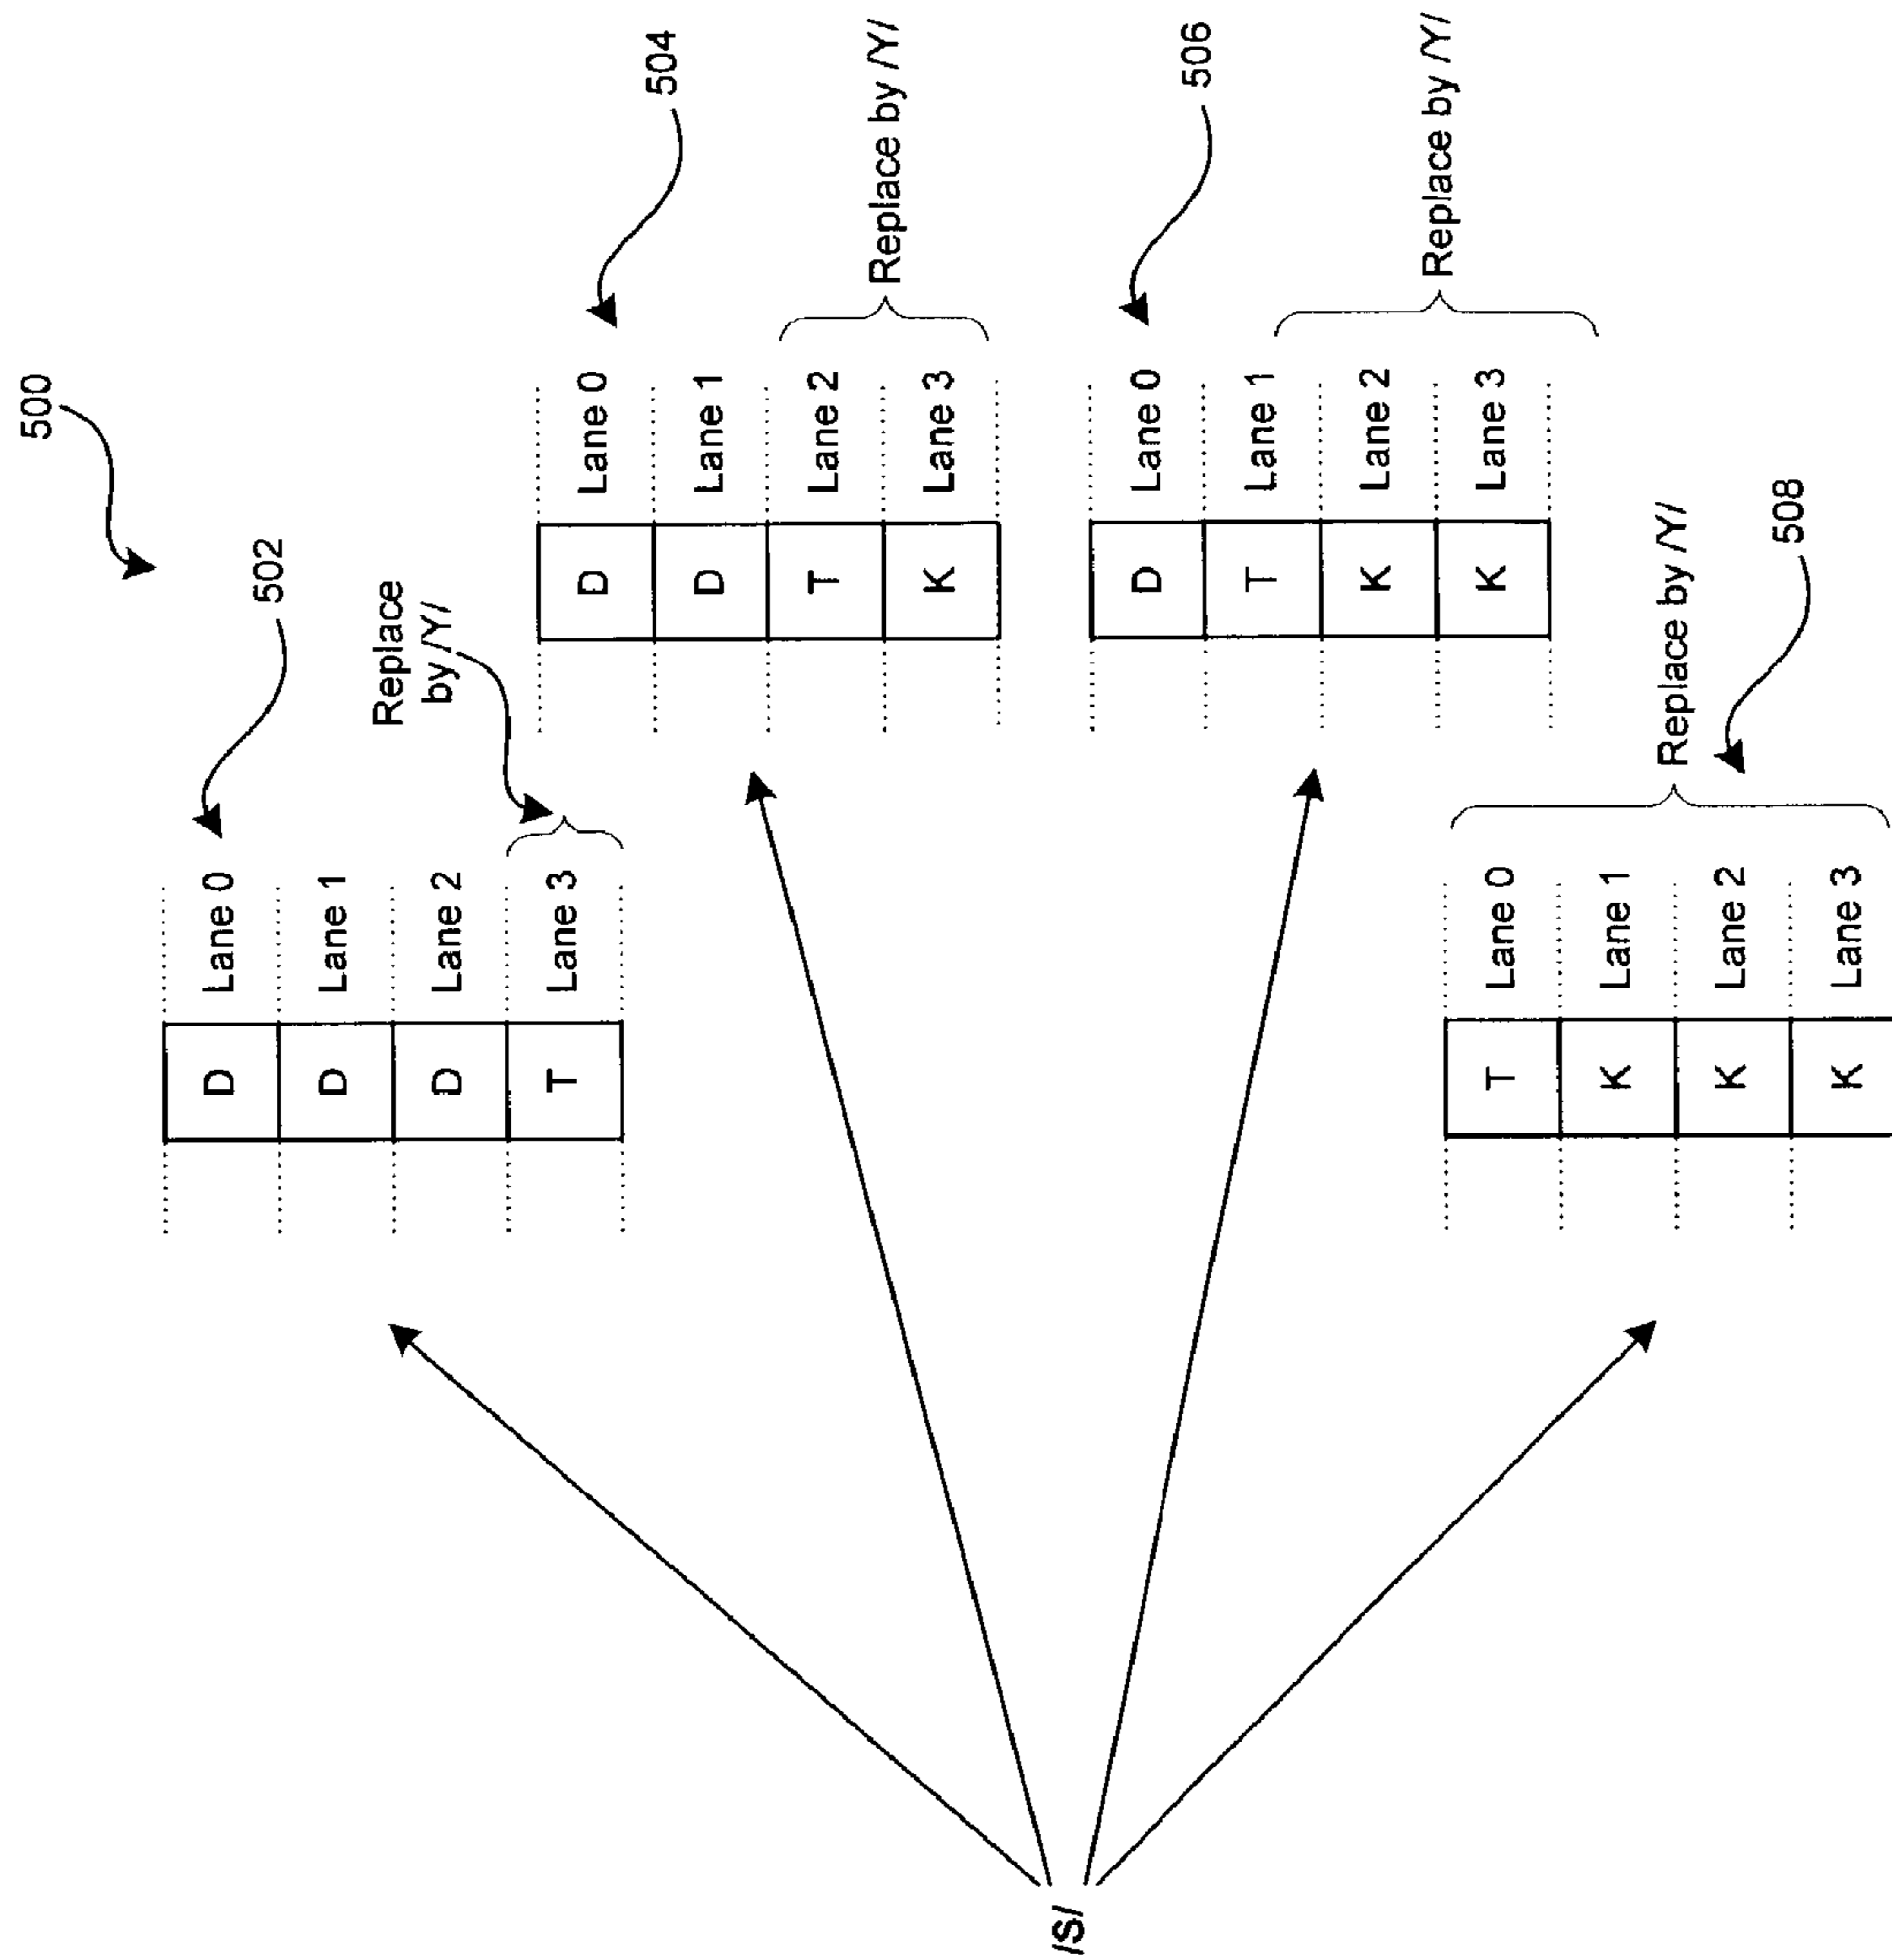 500
502
D Lane 0
D Lane 1
D Lane 2
T Lane 3
Replace
by /Y/
504
D Lane 0
D Lane 1
T Lane 2
K Lane 3
Replace by /Y/
/S/
506
D Lane 0
T Lane 1
K Lane 2
K Lane 3
Replace by /Y/
T Lane 0
K Lane 1
K Lane 2
K Lane 3
Replace by /Y/
508